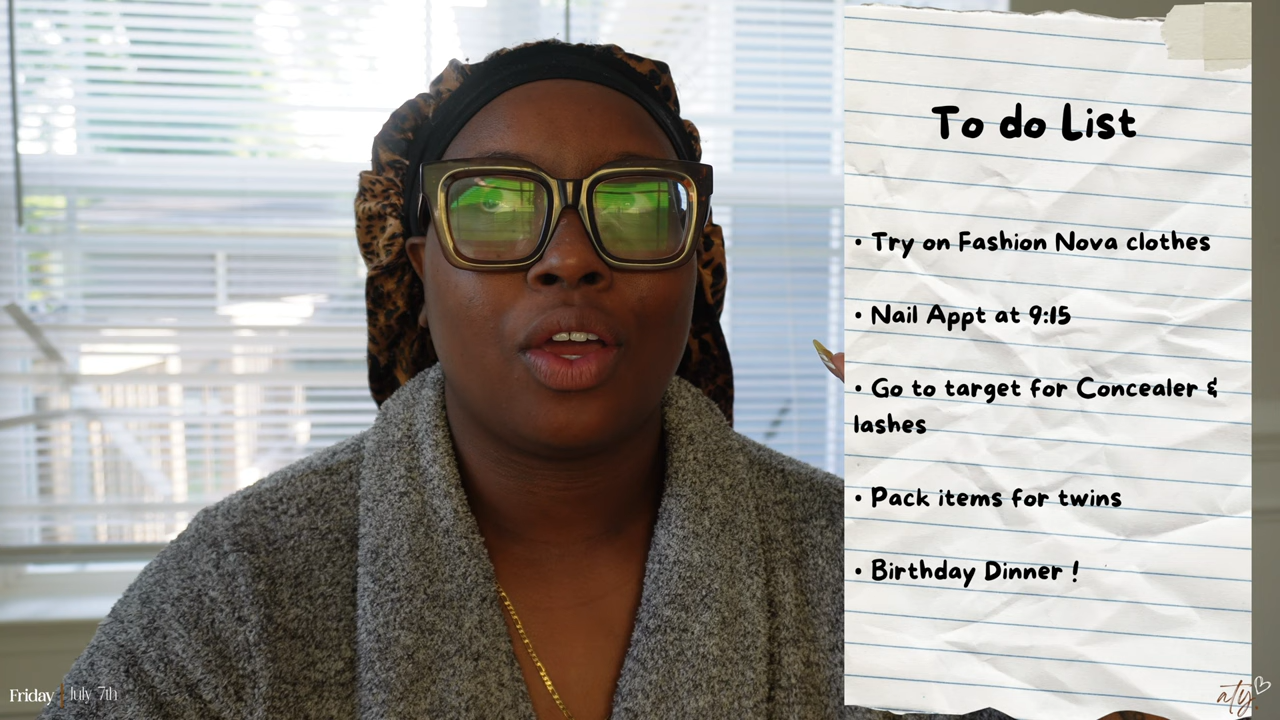 To do List
• Try on Fashion Nova clothes
• Nail Appt at 9:15
• Go to target for Concealer &
lashes
• Pack items for twins
• Birthday Dinner !
Friday | July 7th
aty